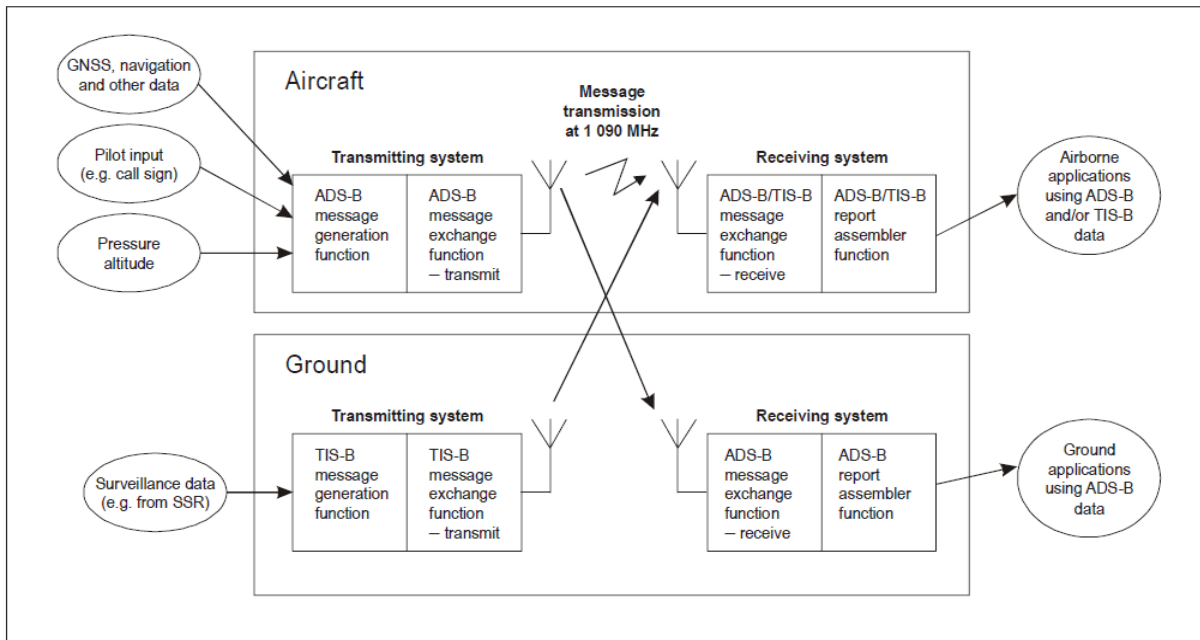 GNSS, navigation
and other data
Pilot input
(e.g. call sign)
Pressure
altitude
Aircraft
Message
transmission
at 1 090 MHz
Transmitting system
ADS-B
message
generation
function
ADS-B
message
exchange
function
— transmit
Receiving system
ADS-B/TIS-B
message
exchange
function
— receive
ADS-B/TIS-B
report
assembler
function
Airborne
applications
using ADS-B
and/or TIS-B
data
Ground
Surveillance data
(e.g. from SSR)
Transmitting system
TIS-B
message
generation
function
TIS-B
message
exchange
function
— transmit
Receiving system
ADS-B
message
exchange
function
— receive
ADS-B
report
assembler
function
Ground
applications
using ADS-B
data